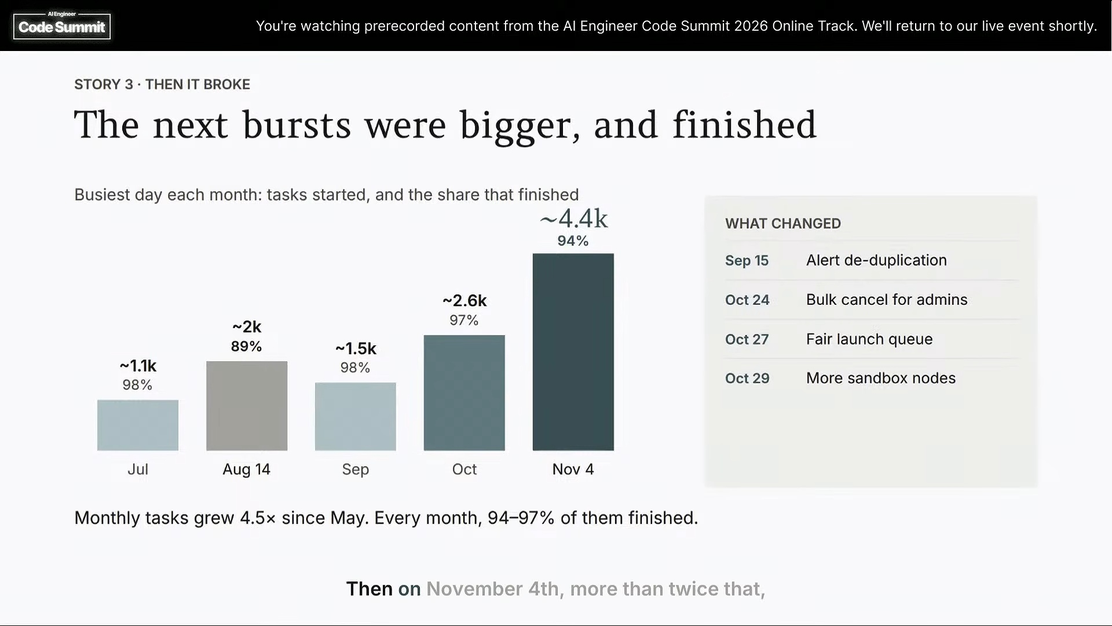 AI Engineer
Code Summit
You're watching prerecorded content from the AI Engineer Code Summit 2026 Online Track. We'll return to our live event shortly.
STORY 3 · THEN IT BROKE
The next bursts were bigger, and finished
Busiest day each month: tasks started, and the share that finished
~1.1k
98%
Jul
~2k
89%
Aug 14
~1.5k
98%
Sep
~2.6k
97%
Oct
~4.4k
94%
Nov 4
WHAT CHANGED
Sep 15 Alert de-duplication
Oct 24 Bulk cancel for admins
Oct 27 Fair launch queue
Oct 29 More sandbox nodes
Monthly tasks grew 4.5× since May. Every month, 94–97% of them finished.
Then on November 4th, more than twice that,